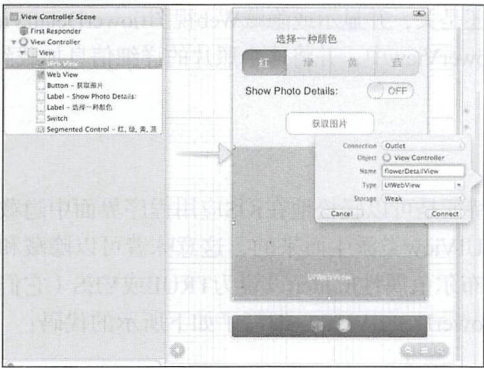 View Controller Scene
First Responder
View Controller
View
Web View
Web View
Button - 获取图片
Label - Show Photo Details:
Label - 选择一种颜色
Switch
Segmented Control - 红, 绿, 黄, 蓝
选择一种颜色
红 绿 黄 蓝
Show Photo Details: OFF
获取图片
Connection Outlet
Object View Controller
Name flowerDetailView
Type UIWebView
Storage Weak
Cancel Connect
UIWebView